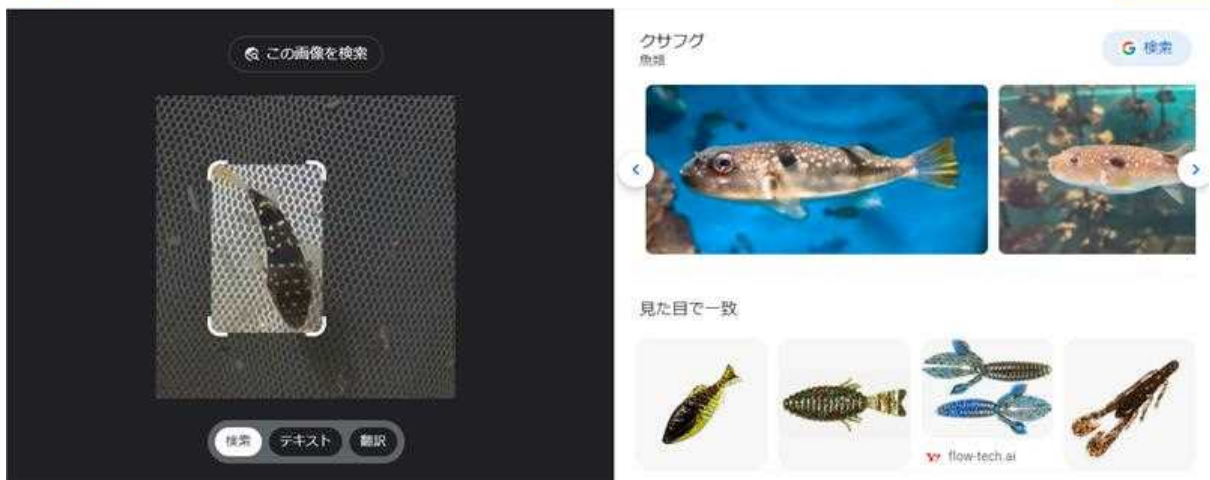 この画像を検索
検索
テキスト
翻訳
クサフグ
魚類
検索
見た目で一致
flow-tech.ai